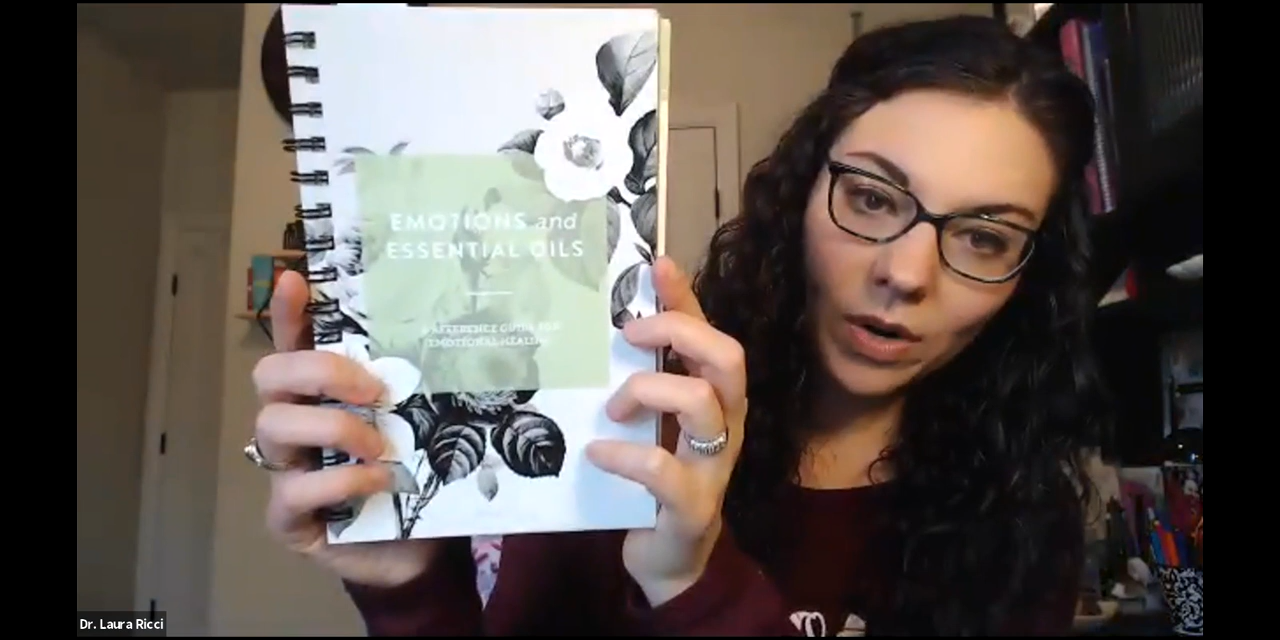 EMOTIONS and
ESSENTIAL OILS
A REFERENCE GUIDE FOR
EMOTIONAL HEALING
Dr. Laura Ricci